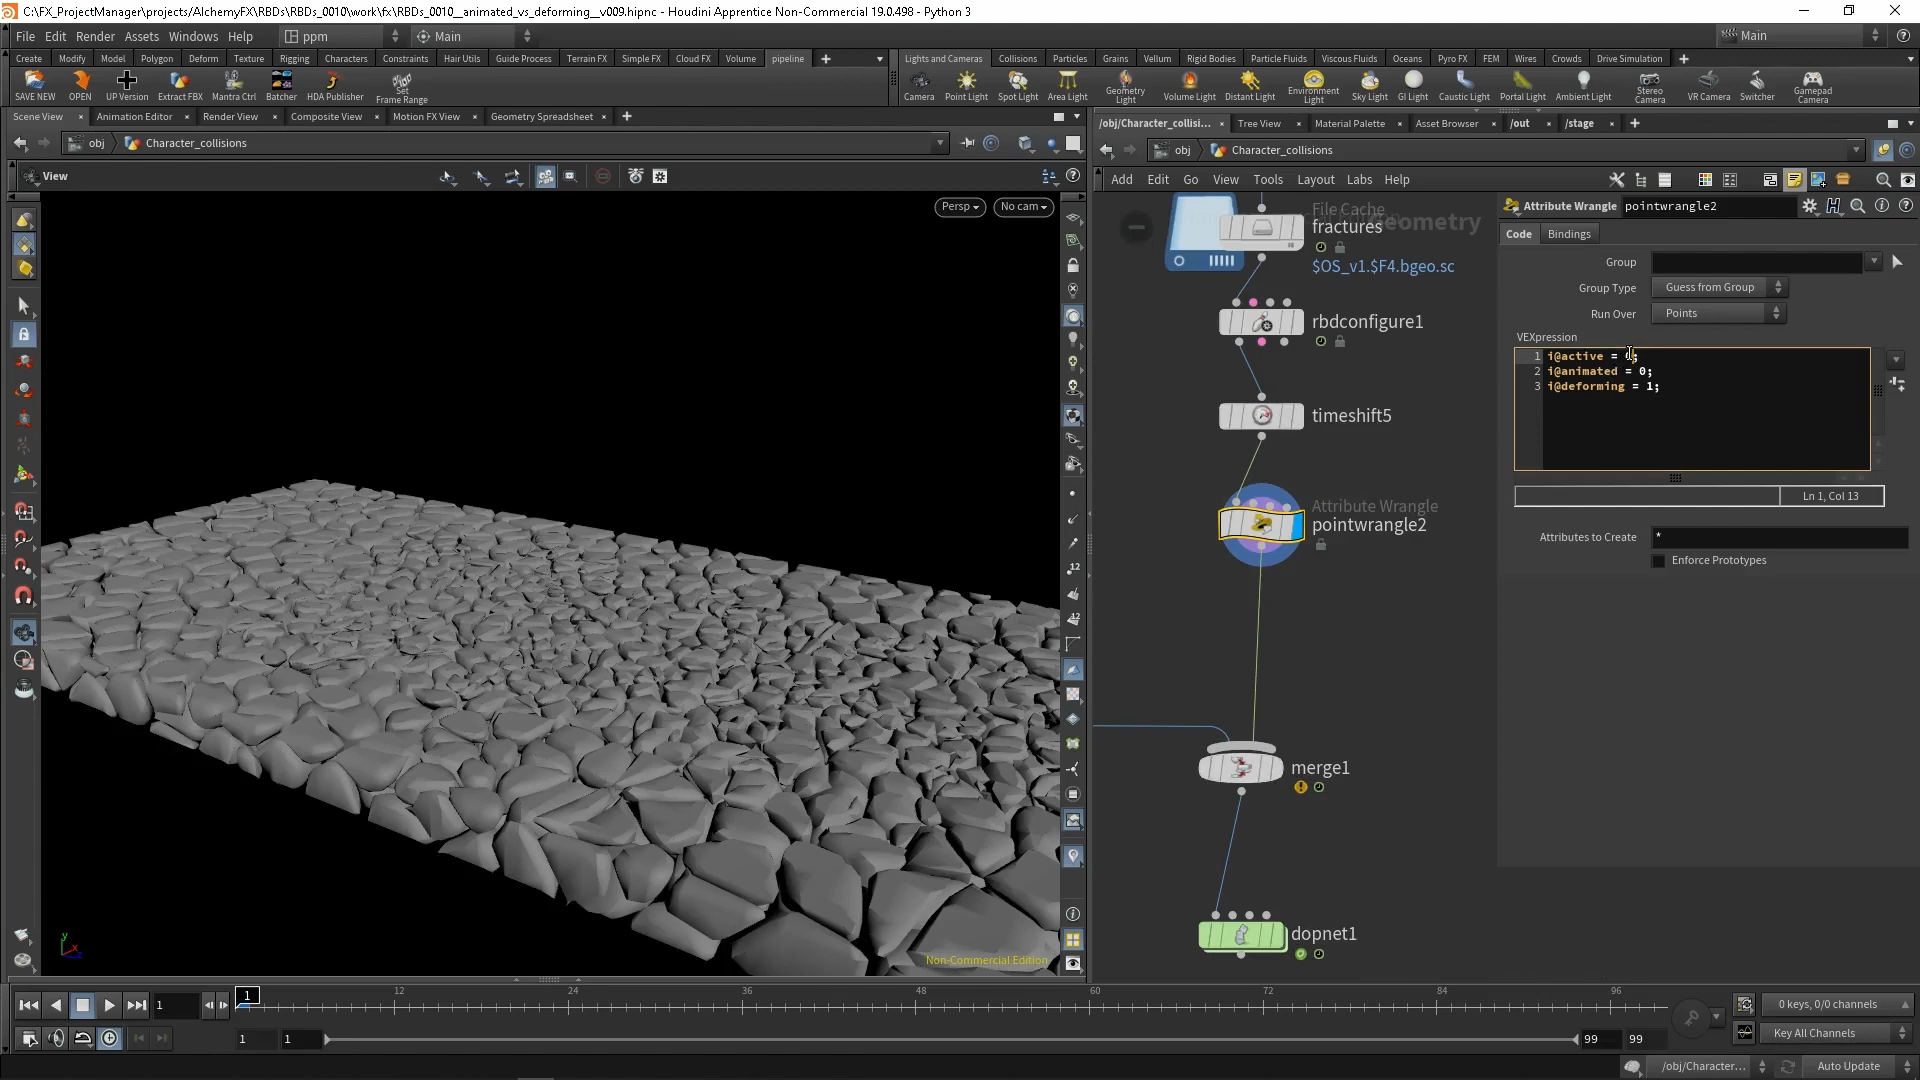 C:\FX_ProjectManager\projects\AlchemyFX\RBDs\RBDs_0010\work\fx\RBDs_0010__animated_vs_deforming__v009.hipnc - Houdini Apprentice Non-Commercial 19.0.498 - Python 3
File Edit Render Assets Windows Help ppm Main Main
Create Modify Model Polygon Deform Texture Rigging Characters Constraints Hair Utils Guide Process Terrain FX Simple FX Cloud FX Volume pipeline
Lights and Cameras Collisions Particles Grains Vellum Rigid Bodies Particle Fluids Viscous Fluids Oceans Pyro FX FEM Wires Crowds Drive Simulation
SAVE NEW OPEN UP Version Extract FBX Mantra Ctrl Batcher HDA Publisher Set Frame Range
Camera Point Light Spot Light Area Light Geometry Light Volume Light Distant Light Environment Light Sky Light GI Light Caustic Light Portal Light Ambient Light Stereo Camera VR Camera Switcher Gamepad Camera
Scene View Animation Editor Render View Composite View Motion FX View Geometry Spreadsheet
/obj/Character_collisi... Tree View Material Palette Asset Browser /out /stage
obj Character_collisions
obj Character_collisions
View
Add Edit Go View Tools Layout Labs Help
Persp No cam
Non-Commercial Edition
y
x
z
12
12
Geometry
File Cache
fractures
$OS_v1.$F4.bgeo.sc
rbdconfigure1
timeshift5
Attribute Wrangle
pointwrangle2
merge1
dopnet1
Attribute Wrangle pointwrangle2
Code Bindings
Group
Group Type Guess from Group
Run Over Points
VEXpression
1 i@active = ;
2 i@animated = 0;
3 i@deforming = 1;
Ln 1, Col 13
Attributes to Create *
Enforce Prototypes
1 1 12 24 36 48 60 72 84 96
0 keys, 0/0 channels
1 1 99 99
Key All Channels
/obj/Character... Auto Update